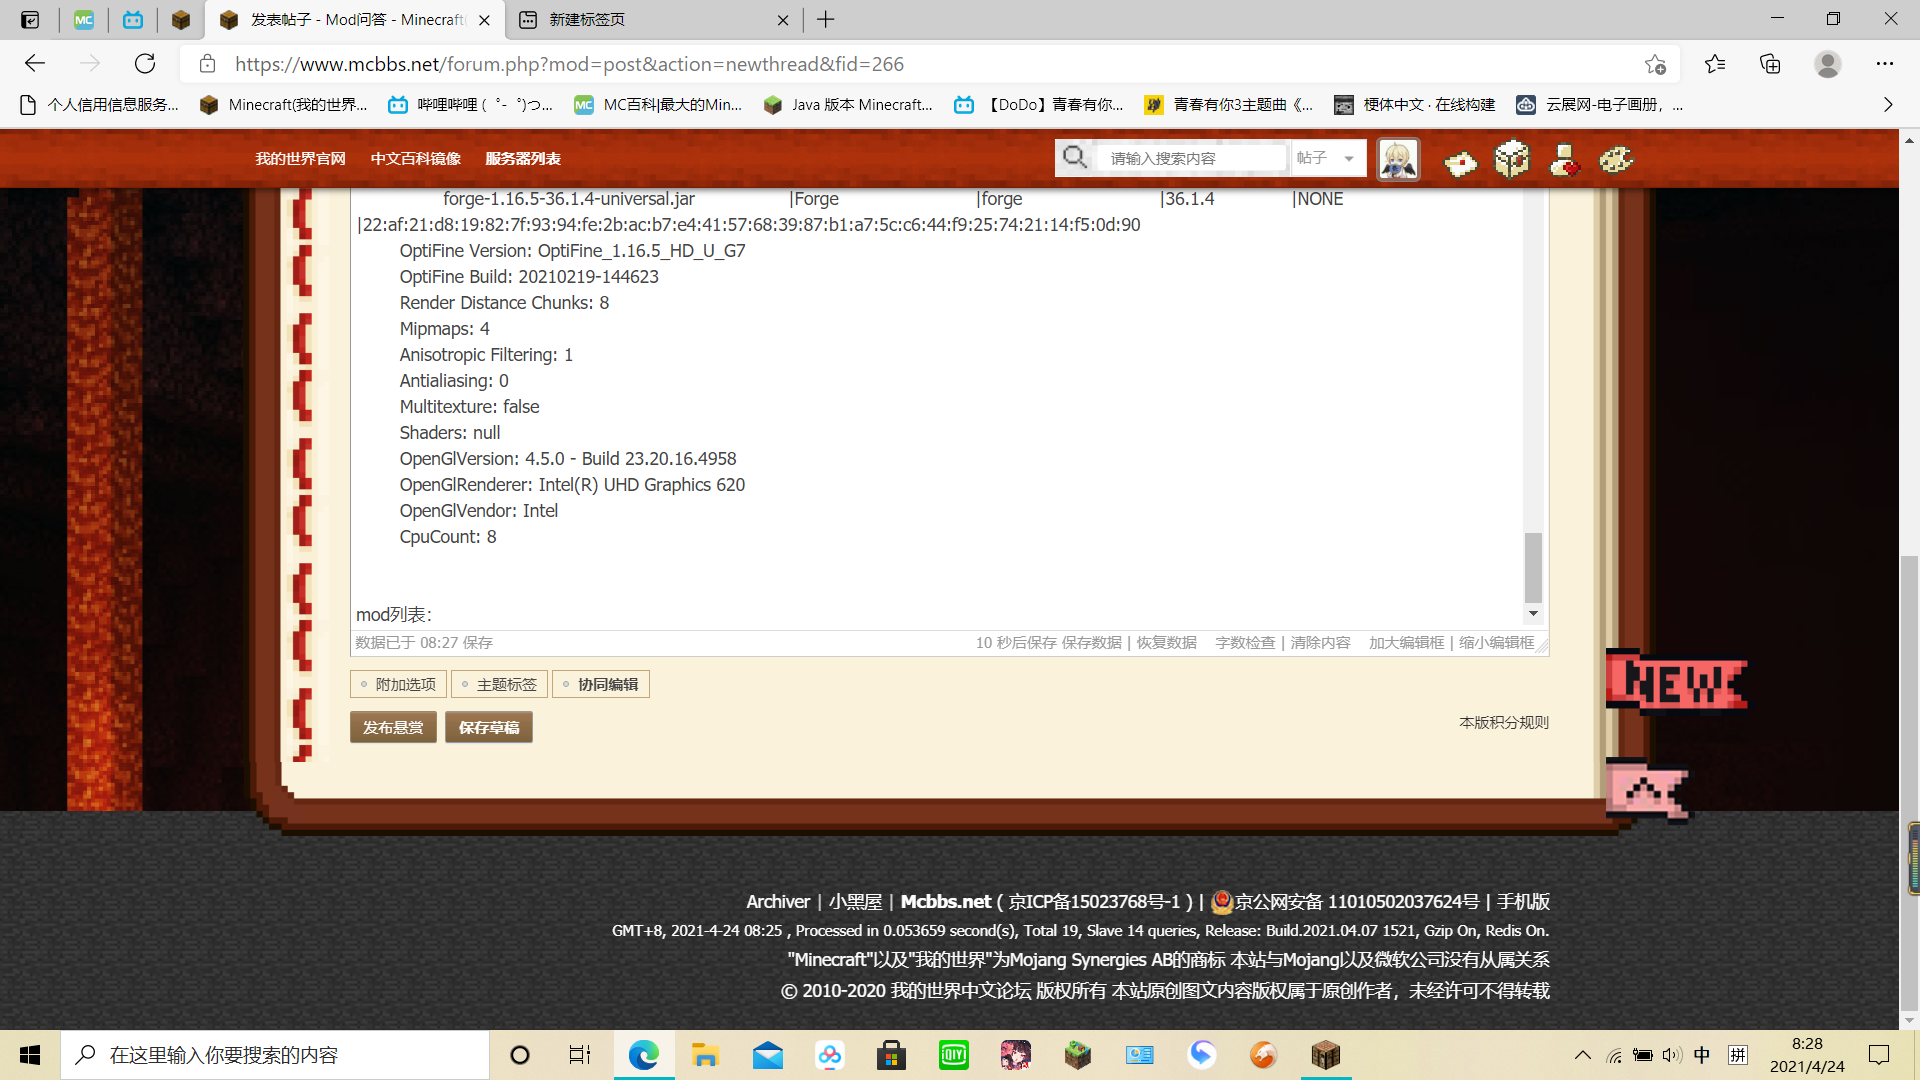 发表帖子 - Mod问答 - Minecraft(
新建标签页
https://www.mcbbs.net/forum.php?mod=post&action=newthread&fid=266
个人信用信息服务...
Minecraft(我的世界...
哔哩哔哩 (゜-゜)つ...
MC百科|最大的Min...
Java 版本 Minecraft...
【DoDo】青春有你...
青春有你3主题曲《...
梗体中文 · 在线构建
云展网-电子画册，...
我的世界官网 中文百科镜像 服务器列表
请输入搜索内容 帖子
forge-1.16.5-36.1.4-universal.jar |Forge |forge |36.1.4 |NONE
|22:af:21:d8:19:82:7f:93:94:fe:2b:ac:b7:e4:41:57:68:39:87:b1:a7:5c:c6:44:f9:25:74:21:14:f5:0d:90
OptiFine Version: OptiFine_1.16.5_HD_U_G7
OptiFine Build: 20210219-144623
Render Distance Chunks: 8
Mipmaps: 4
Anisotropic Filtering: 1
Antialiasing: 0
Multitexture: false
Shaders: null
OpenGlVersion: 4.5.0 - Build 23.20.16.4958
OpenGlRenderer: Intel(R) UHD Graphics 620
OpenGlVendor: Intel
CpuCount: 8
mod列表：
数据已于 08:27 保存
10 秒后保存 保存数据 | 恢复数据 字数检查 | 清除内容 加大编辑框 | 缩小编辑框
附加选项 主题标签 协同编辑
发布悬赏 保存草稿
本版积分规则
NEW
Archiver | 小黑屋 | Mcbbs.net ( 京ICP备15023768号-1 ) | 京公网安备 11010502037624号 | 手机版
GMT+8, 2021-4-24 08:25 , Processed in 0.053659 second(s), Total 19, Slave 14 queries, Release: Build.2021.04.07 1521, Gzip On, Redis On.
"Minecraft"以及"我的世界"为Mojang Synergies AB的商标 本站与Mojang以及微软公司没有从属关系
© 2010-2020 我的世界中文论坛 版权所有 本站原创图文内容版权属于原创作者，未经许可不得转载
在这里输入你要搜索的内容
中
拼
8:28
2021/4/24